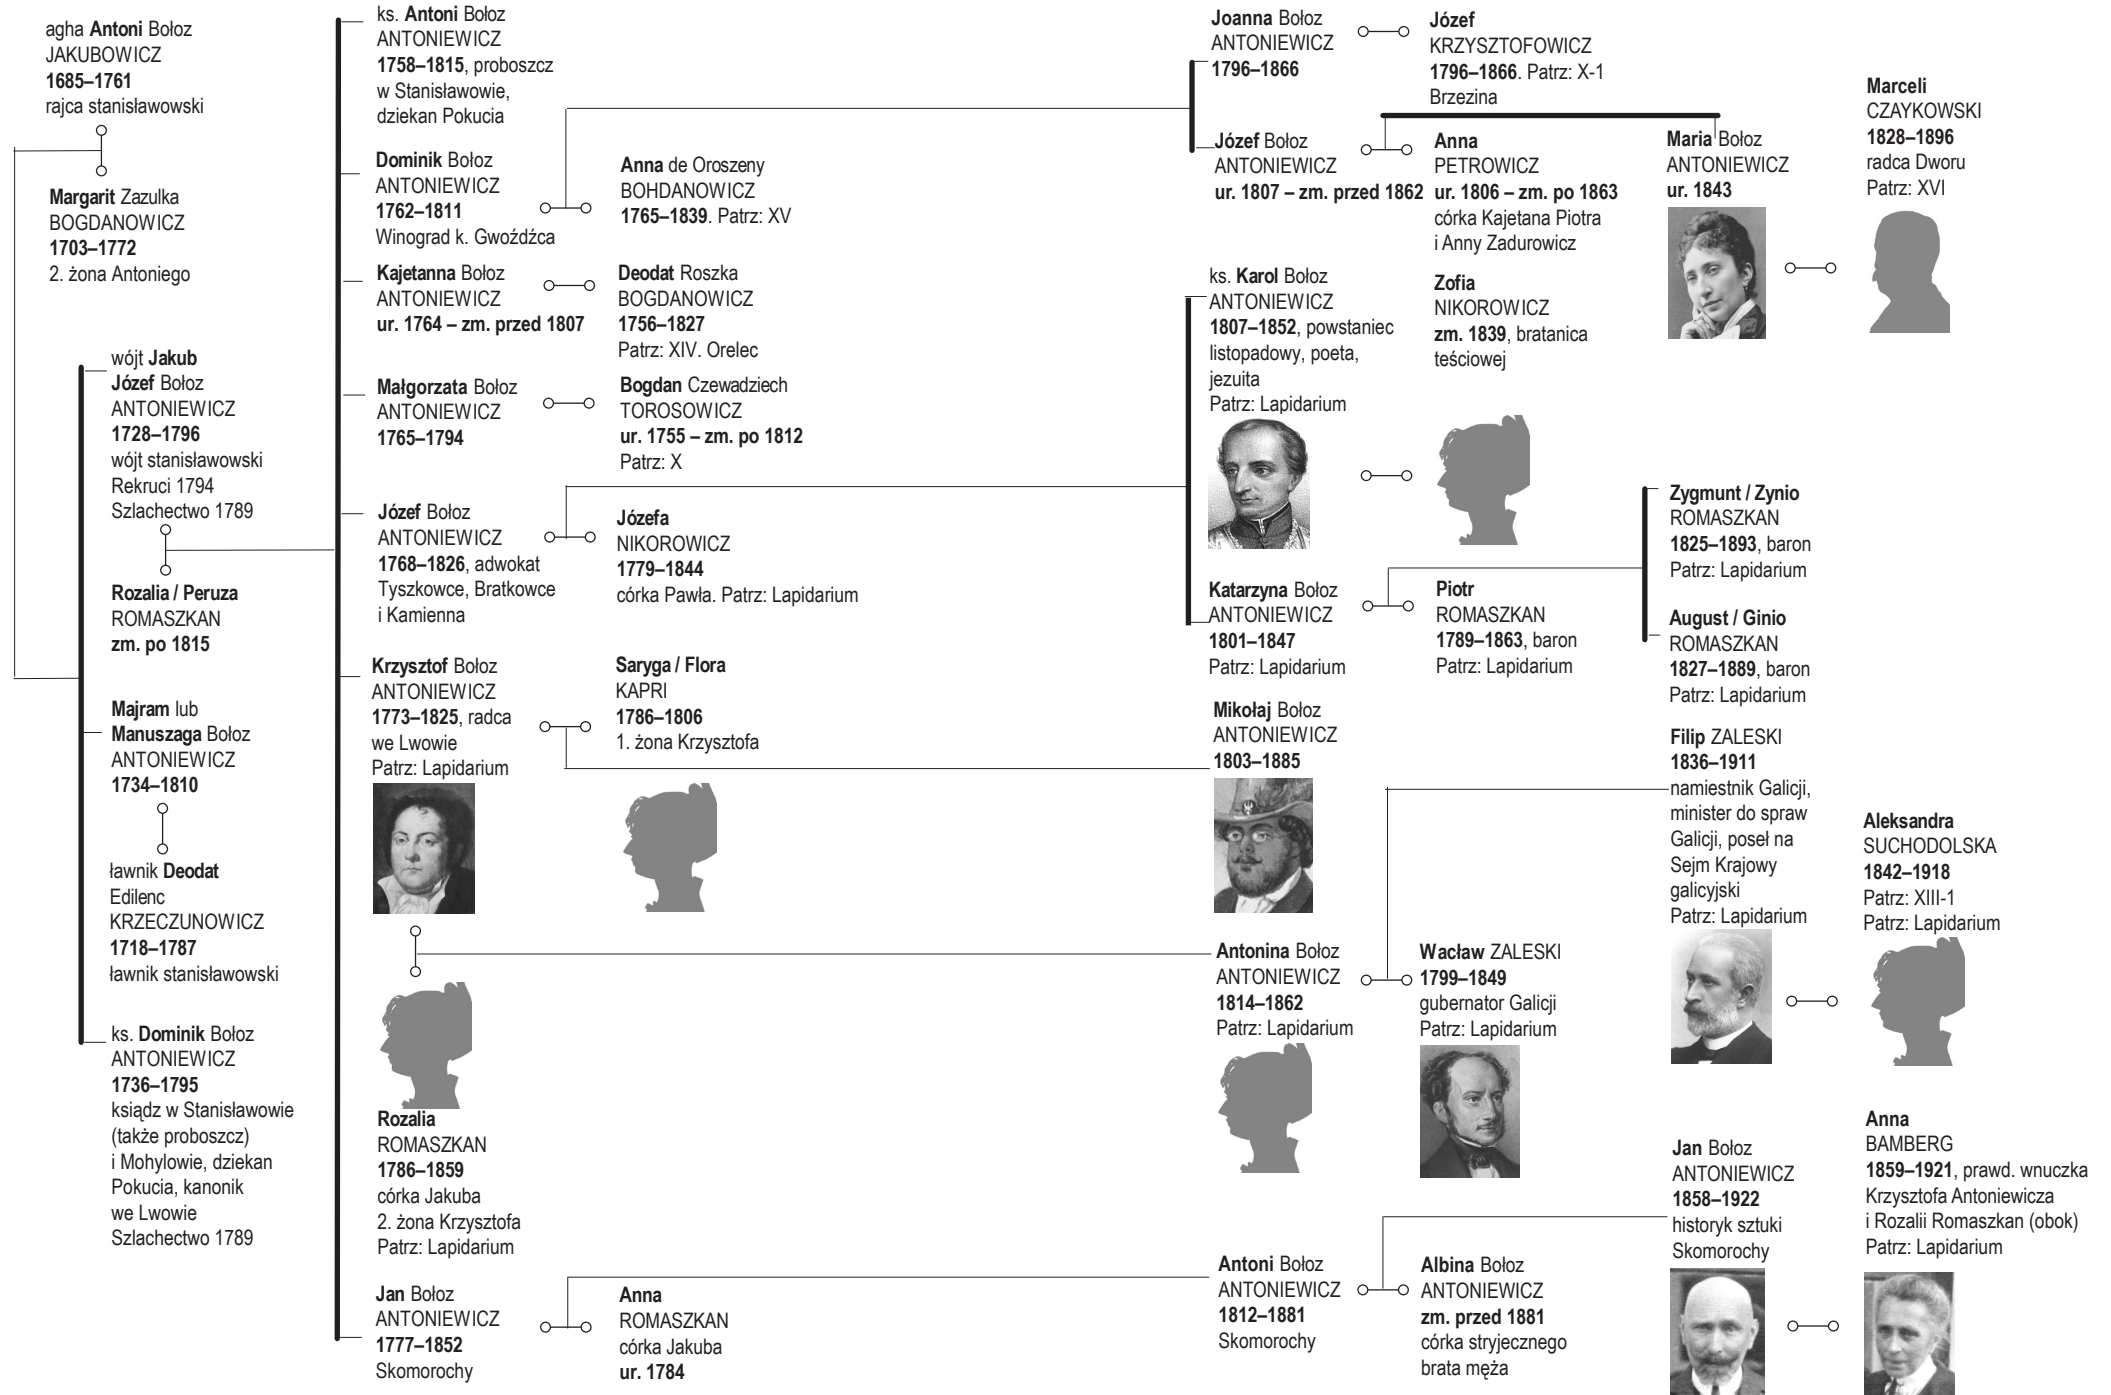 agha Antoni Bołoz
JAKUBOWICZ
1685–1761
rajca stanisławowski
Margarit Zazulka
BOGDANOWICZ
1703–1772
2. żona Antoniego
wójt Jakub
Józef Bołoz
ANTONIEWICZ
1728–1796
wójt stanisławowski
Rekruci 1794
Szlachectwo 1789
Rozalia / Peruza
ROMASZKAN
zm. po 1815
Majram lub
Manuszaga Bołoz
ANTONIEWICZ
1734–1810
ławnik Deodat
Edilenc
KRZECZUNOWICZ
1718–1787
ławnik stanisławowski
ks. Dominik Bołoz
ANTONIEWICZ
1736–1795
ksiądz w Stanisławowie
(także proboszcz)
i Mohylowie, dziekan
Pokucia, kanonik
we Lwowie
Szlachectwo 1789
ks. Antoni Bołoz
ANTONIEWICZ
1758–1815, proboszcz
w Stanisławowie,
dziekan Pokucia
Dominik Bołoz
ANTONIEWICZ
1762–1811
Winograd k. Gwoźdźca
Anna de Oroszeny
BOHDANOWICZ
1765–1839. Patrz: XV
Kajetanna Bołoz
ANTONIEWICZ
ur. 1764 – zm. przed 1807
Deodat Roszka
BOGDANOWICZ
1756–1827
Patrz: XIV. Orelec
Małgorzata Bołoz
ANTONIEWICZ
1765–1794
Bogdan Czewadziech
TOROSOWICZ
ur. 1755 – zm. po 1812
Patrz: X
Józef Bołoz
ANTONIEWICZ
1768–1826, adwokat
Tyszkowce, Bratkowce
i Kamienna
Józefa
NIKOROWICZ
1779–1844
córka Pawła. Patrz: Lapidarium
Krzysztof Bołoz
ANTONIEWICZ
1773–1825, radca
we Lwowie
Patrz: Lapidarium
Saryga / Flora
KAPRI
1786–1806
1. żona Krzysztofa
Rozalia
ROMASZKAN
1786–1859
córka Jakuba
2. żona Krzysztofa
Patrz: Lapidarium
Jan Bołoz
ANTONIEWICZ
1777–1852
Skomorochy
Anna
ROMASZKAN
córka Jakuba
ur. 1784
Joanna Bołoz
ANTONIEWICZ
1796–1866
Józef
KRZYSZTOFOWICZ
1796–1866. Patrz: X-1
Brzezina
Józef Bołoz
ANTONIEWICZ
ur. 1807 – zm. przed 1862
Anna
PETROWICZ
ur. 1806 – zm. po 1863
córka Kajetana Piotra
i Anny Zadurowicz
Maria Bołoz
ANTONIEWICZ
ur. 1843
Marceli
CZAYKOWSKI
1828–1896
radca Dworu
Patrz: XVI
ks. Karol Bołoz
ANTONIEWICZ
1807–1852, powstaniec
listopadowy, poeta,
jezuita
Patrz: Lapidarium
Zofia
NIKOROWICZ
zm. 1839, bratanica
teściowej
Katarzyna Bołoz
ANTONIEWICZ
1801–1847
Patrz: Lapidarium
Piotr
ROMASZKAN
1789–1863, baron
Patrz: Lapidarium
Zygmunt / Zynio
ROMASZKAN
1825–1893, baron
Patrz: Lapidarium
August / Ginio
ROMASZKAN
1827–1889, baron
Patrz: Lapidarium
Mikołaj Bołoz
ANTONIEWICZ
1803–1885
Antonina Bołoz
ANTONIEWICZ
1814–1862
Patrz: Lapidarium
Wacław ZALESKI
1799–1849
gubernator Galicji
Patrz: Lapidarium
Filip ZALESKI
1836–1911
namiestnik Galicji,
minister do spraw
Galicji, poseł na
Sejm Krajowy
galicyjski
Patrz: Lapidarium
Aleksandra
SUCHODOLSKA
1842–1918
Patrz: XIII-1
Patrz: Lapidarium
Antoni Bołoz
ANTONIEWICZ
1812–1881
Skomorochy
Albina Bołoz
ANTONIEWICZ
zm. przed 1881
córka stryjecznego
brata męża
Jan Bołoz
ANTONIEWICZ
1858–1922
historyk sztuki
Skomorochy
Anna
BAMBERG
1859–1921, prawd. wnuczka
Krzysztofa Antoniewicza
i Rozalii Romaszkan (obok)
Patrz: Lapidarium